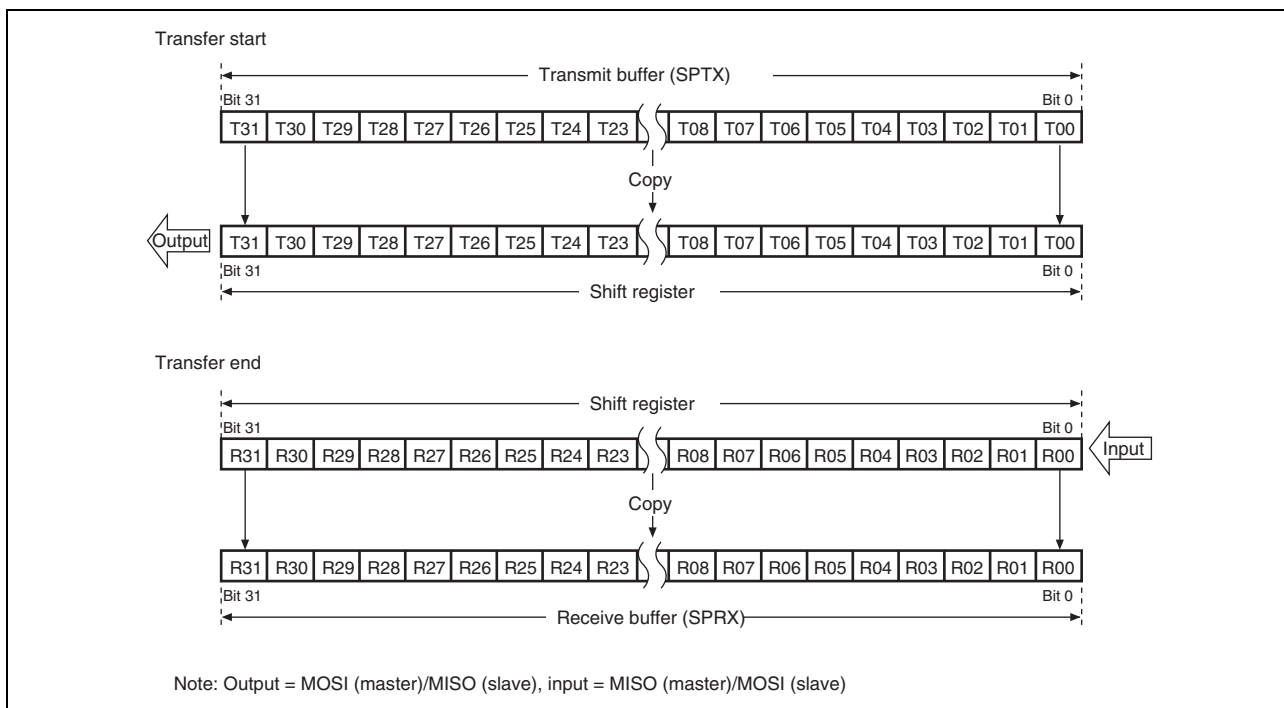 Transfer start
Transmit buffer (SPTX)
Bit 31 Bit 0
T31 T30 T29 T28 T27 T26 T25 T24 T23 T08 T07 T06 T05 T04 T03 T02 T01 T00
Copy
Output T31 T30 T29 T28 T27 T26 T25 T24 T23 T08 T07 T06 T05 T04 T03 T02 T01 T00
Bit 31 Bit 0
Shift register
Transfer end
Shift register
Bit 31 Bit 0
R31 R30 R29 R28 R27 R26 R25 R24 R23 R08 R07 R06 R05 R04 R03 R02 R01 R00 Input
Copy
R31 R30 R29 R28 R27 R26 R25 R24 R23 R08 R07 R06 R05 R04 R03 R02 R01 R00
Bit 31 Bit 0
Receive buffer (SPRX)
Note: Output = MOSI (master)/MISO (slave), input = MISO (master)/MOSI (slave)